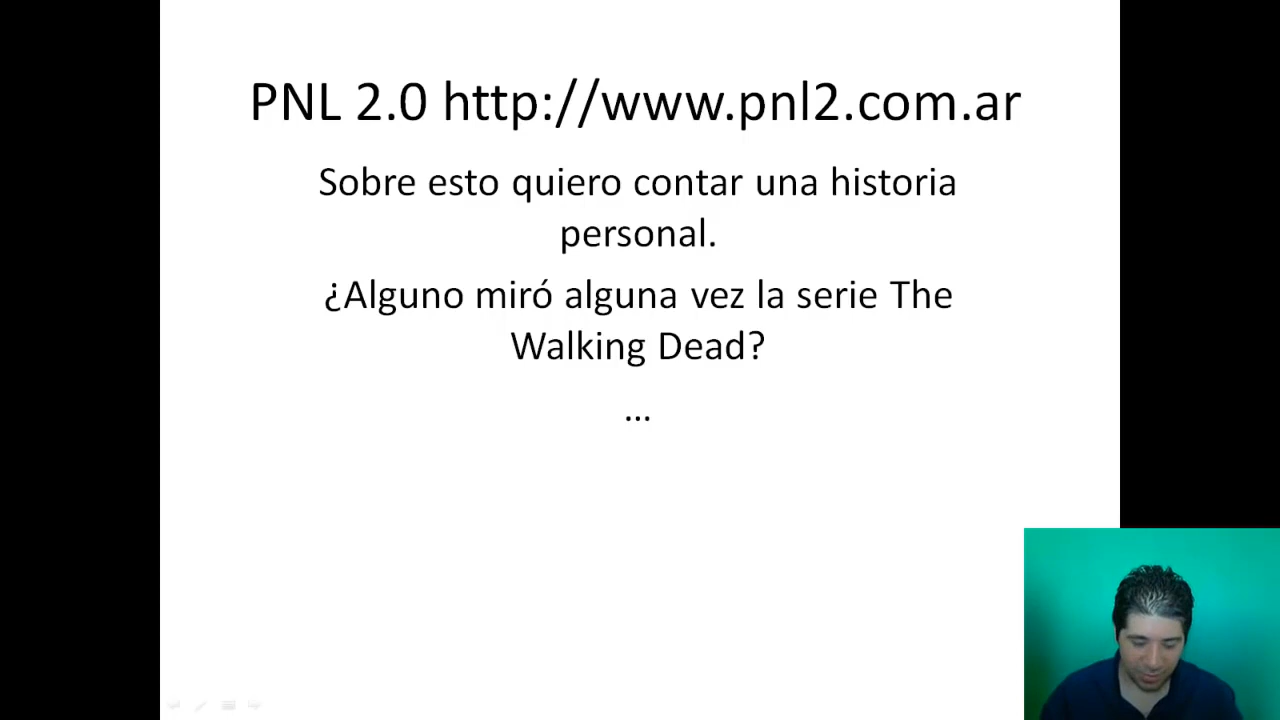 PNL 2.0 http://www.pnl2.com.ar
Sobre esto quiero contar una historia
personal.
¿Alguno miró alguna vez la serie The
Walking Dead?
...